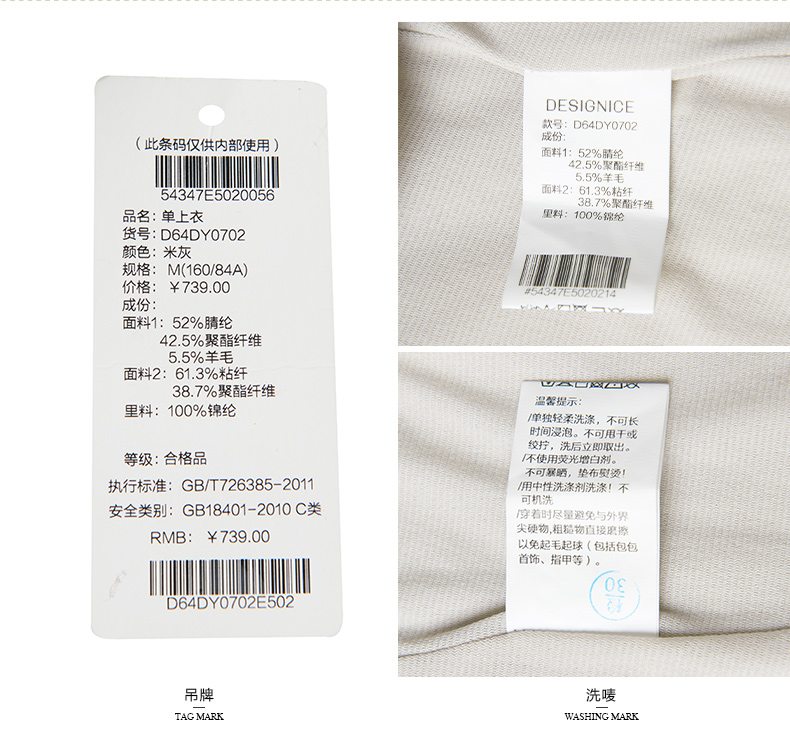 （此条码仅供内部使用）
54347E5020056
品名：单上衣
货号：D64DY0702
颜色：米灰
规格： M(160/84A)
价格： ￥739.00
成份：
面料1： 52%腈纶
42.5%聚酯纤维
5.5%羊毛
面料2： 61.3%粘纤
38.7%聚酯纤维
里料： 100%锦纶
等级：合格品
执行标准： GB/T726385-2011
安全类别： GB18401-2010 C类
RMB： ￥739.00
D64DY0702E502
吊牌
TAG MARK
DESIGNICE
款号： D64DY0702
成份：
面料1： 52%腈纶
42.5%聚酯纤维
5.5%羊毛
面料2： 61.3%粘纤
38.7%聚酯纤维
里料： 100%锦纶
#54347E5020214
温馨提示：
/单独轻柔洗涤，不可长
时间浸泡。不可用干或
绞拧，洗后立即取出。
/不使用荧光增白剂。
不可暴晒，垫布熨烫！
/用中性洗涤剂洗涤！不
可机洗
/穿着时尽量避免与外界
尖硬物,粗糙物直接磨擦
以免起毛起球（包括包包
首饰、指甲等）。
30
洗唛
WASHING MARK